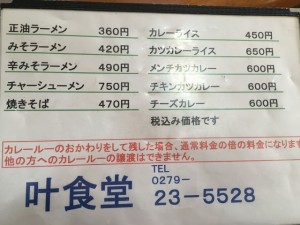 正油ラーメン 360円
みそラーメン 420円
辛みそラーメン 490円
チャーシューメン 750円
焼きそば 470円
カレーライス 450円
カツカレーライス 650円
メンチカツカレー 600円
チキンカツカレー 600円
チーズカレー 600円
税込み価格です
カレールーのおかわりをして残した場合、通常料金の倍の料金になります
他の方へのカレールーの譲渡はできません。
叶食堂 TEL 0279-23-5528